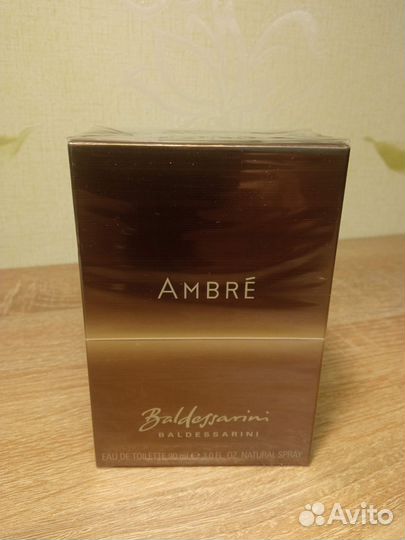 AMBRÉ
Baldessarini
BALDESSARINI
EAU DE TOILETTE 90 ml ℮ 3.0 FL. OZ. NATURAL SPRAY
Avito